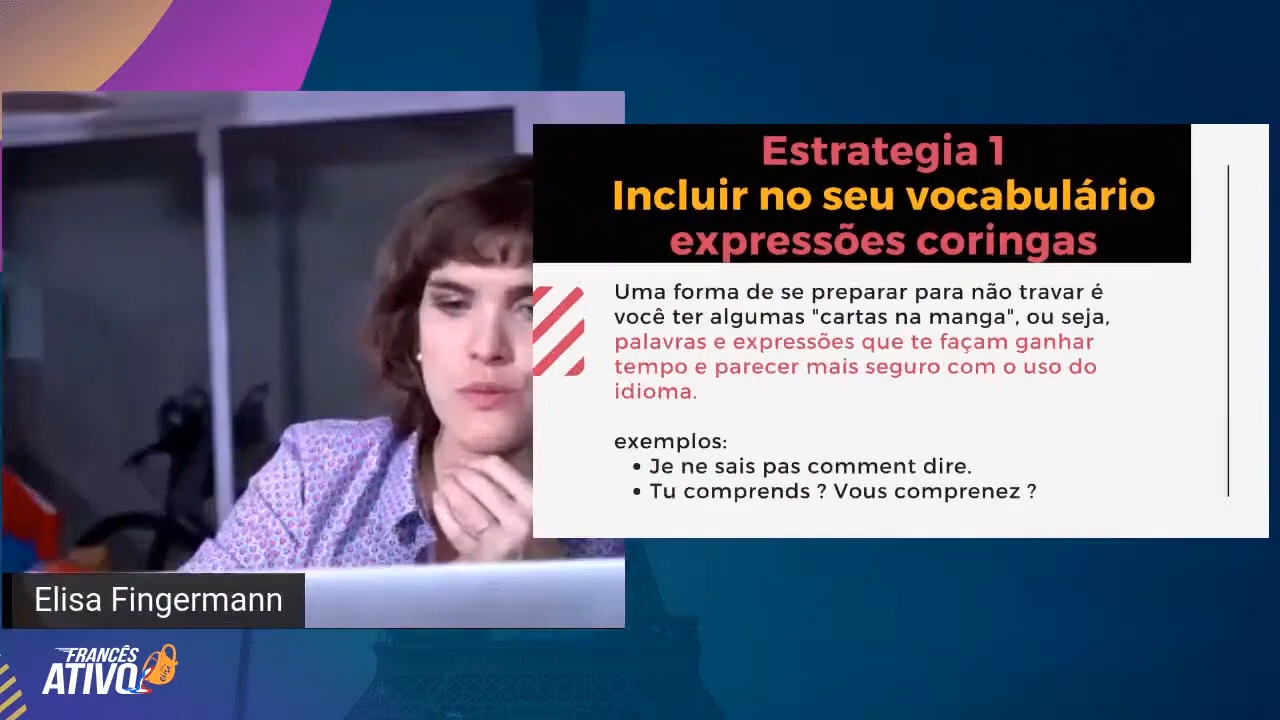 Estrategia 1
Incluir no seu vocabulário
expressões coringas
Uma forma de se preparar para não travar é
você ter algumas "cartas na manga", ou seja,
palavras e expressões que te façam ganhar
tempo e parecer mais seguro com o uso do
idioma.
exemplos:
• Je ne sais pas comment dire.
• Tu comprends ? Vous comprenez ?
Elisa Fingermann
FRANCÊS
ATIVO